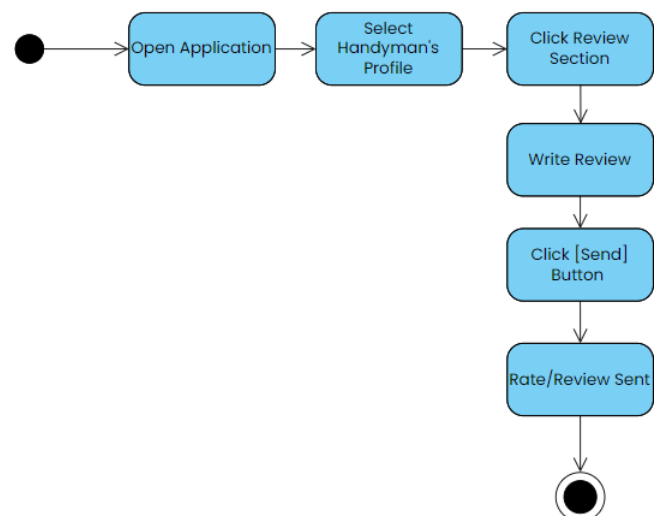 Open Application
Select
Handyman's
Profile
Click Review
Section
Write Review
Click [Send]
Button
Rate/Review Sent